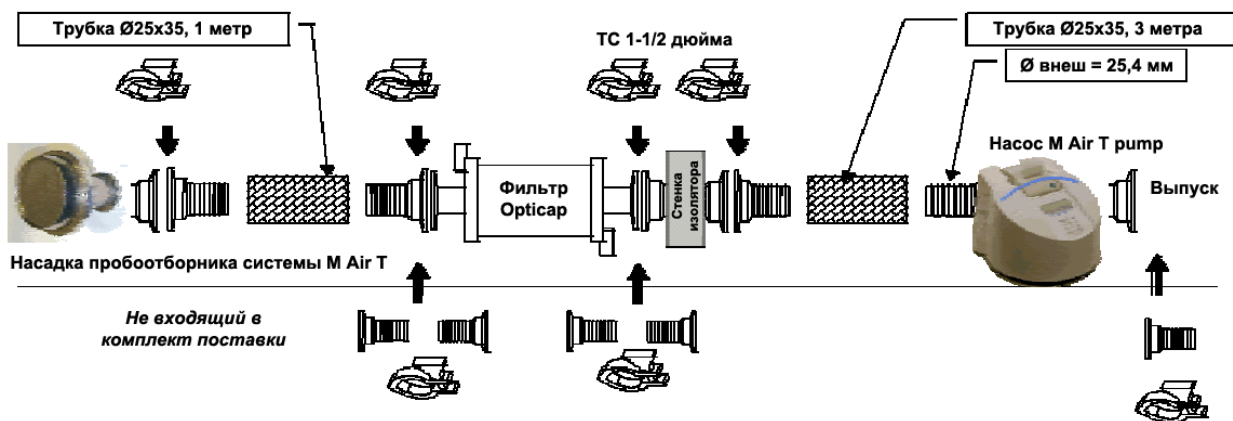 Трубка Ø25x35, 1 метр
ТС 1-1/2 дюйма
Трубка Ø25x35, 3 метра
Ø внеш = 25,4 мм
Насос M Air T pump
Фильтр
Opticap
Стенка
изолятора
Выпуск
Насадка пробоотборника системы M Air T
Не входящий в
комплект поставки